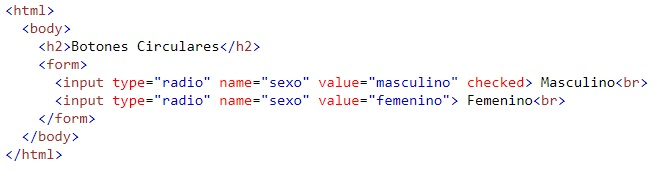 <html>
<body>
<h2>Botones Circulares</h2>
<form>
<input type="radio" name="sexo" value="masculino" checked> Masculino<br>
<input type="radio" name="sexo" value="femenino"> Femenino<br>
</form>
</body>
</html>